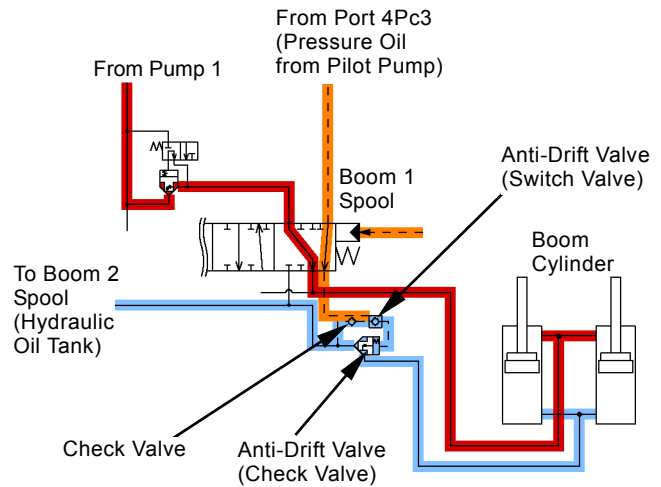 From Port 4Pc3
(Pressure Oil
from Pilot Pump)
From Pump 1
Anti-Drift Valve
(Switch Valve)
Boom 1
Spool
Boom
Cylinder
To Boom 2
Spool
(Hydraulic
Oil Tank)
Check Valve
Anti-Drift Valve
(Check Valve)